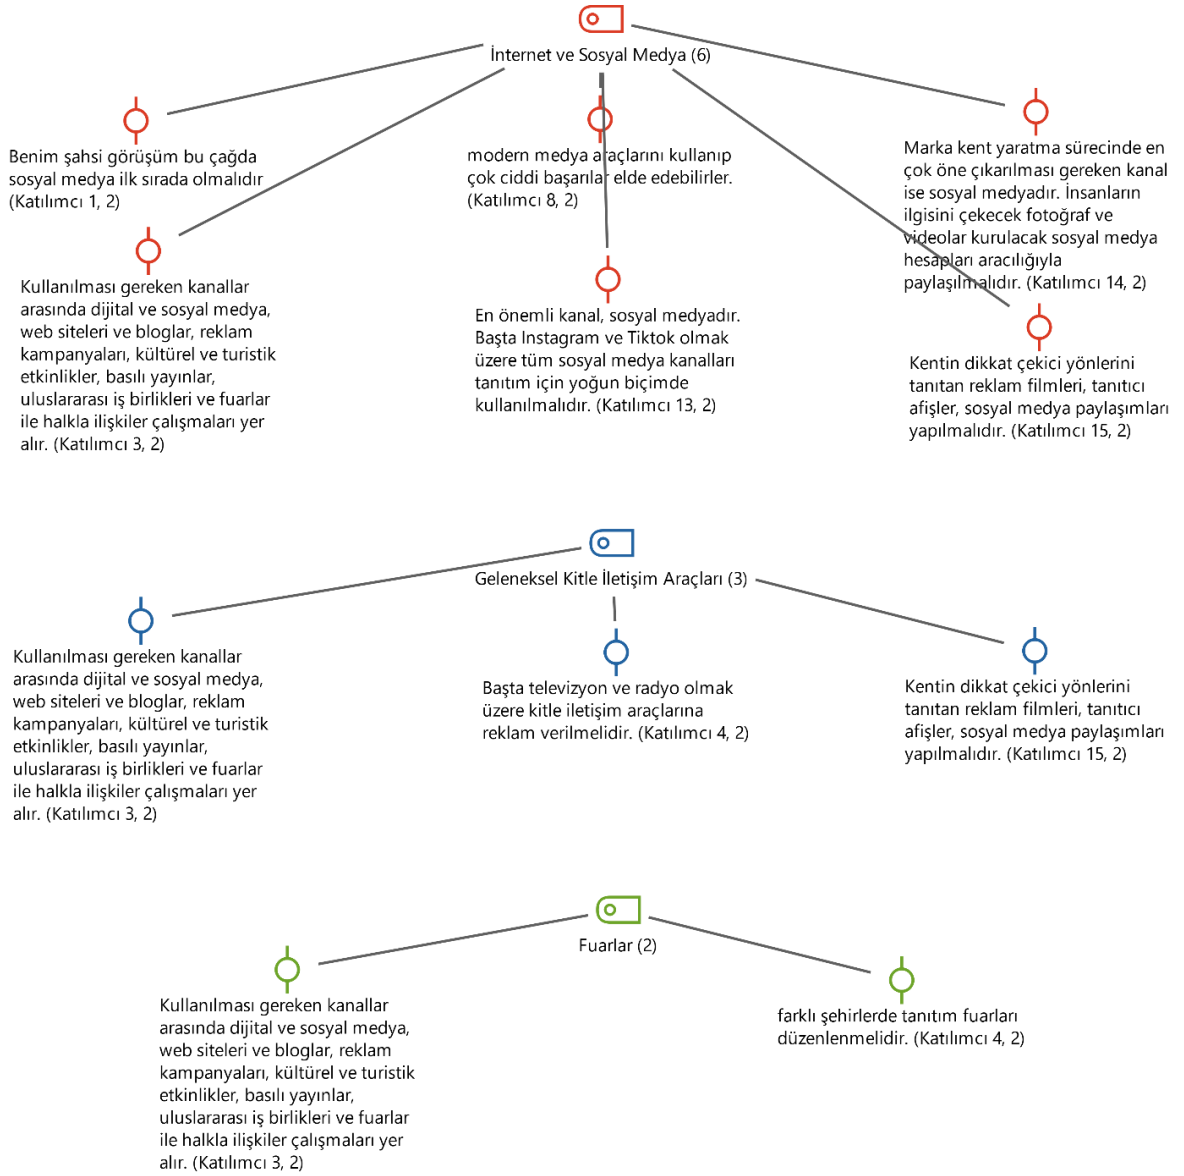 İnternet ve Sosyal Medya (6)
Benim şahsi görüşüm bu çağda
sosyal medya ilk sırada olmalıdır
(Katılımcı 1, 2)
modern medya araçlarını kullanıp
çok ciddi başarılar elde edebilirler.
(Katılımcı 8, 2)
Marka kent yaratma sürecinde en
çok öne çıkarılması gereken kanal
ise sosyal medyadır. İnsanların
ilgisini çekecek fotoğraf ve
videolar kurulacak sosyal medya
hesapları aracılığıyla
paylaşılmalıdır. (Katılımcı 14, 2)
Kullanılması gereken kanallar
arasında dijital ve sosyal medya,
web siteleri ve bloglar, reklam
kampanyaları, kültürel ve turistik
etkinlikler, basılı yayınlar,
uluslararası iş birlikleri ve fuarlar
ile halkla ilişkiler çalışmaları yer
alır. (Katılımcı 3, 2)
En önemli kanal, sosyal medyadır.
Başta Instagram ve Tiktok olmak
üzere tüm sosyal medya kanalları
tanıtım için yoğun biçimde
kullanılmalıdır. (Katılımcı 13, 2)
Kentin dikkat çekici yönlerini
tanıtan reklam filmleri, tanıtıcı
afişler, sosyal medya paylaşımları
yapılmalıdır. (Katılımcı 15, 2)
Geleneksel Kitle İletişim Araçları (3)
Kullanılması gereken kanallar
arasında dijital ve sosyal medya,
web siteleri ve bloglar, reklam
kampanyaları, kültürel ve turistik
etkinlikler, basılı yayınlar,
uluslararası iş birlikleri ve fuarlar
ile halkla ilişkiler çalışmaları yer
alır. (Katılımcı 3, 2)
Başta televizyon ve radyo olmak
üzere kitle iletişim araçlarına
reklam verilmelidir. (Katılımcı 4, 2)
Kentin dikkat çekici yönlerini
tanıtan reklam filmleri, tanıtıcı
afişler, sosyal medya paylaşımları
yapılmalıdır. (Katılımcı 15, 2)
Fuarlar (2)
Kullanılması gereken kanallar
arasında dijital ve sosyal medya,
web siteleri ve bloglar, reklam
kampanyaları, kültürel ve turistik
etkinlikler, basılı yayınlar,
uluslararası iş birlikleri ve fuarlar
ile halkla ilişkiler çalışmaları yer
alır. (Katılımcı 3, 2)
farklı şehirlerde tanıtım fuarları
düzenlenmelidir. (Katılımcı 4, 2)